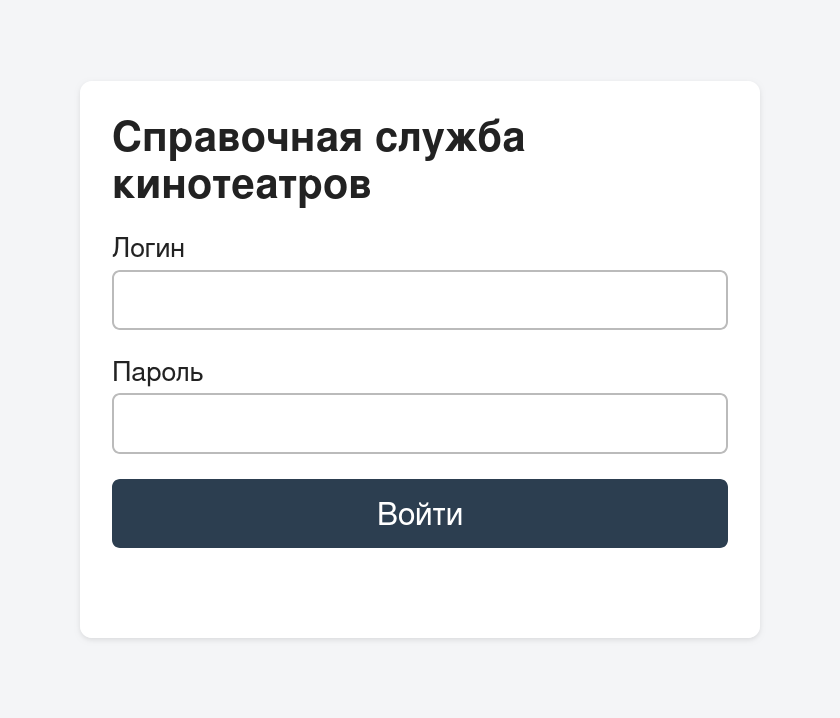 Справочная служба
кинотеатров
Логин
Пароль
Войти